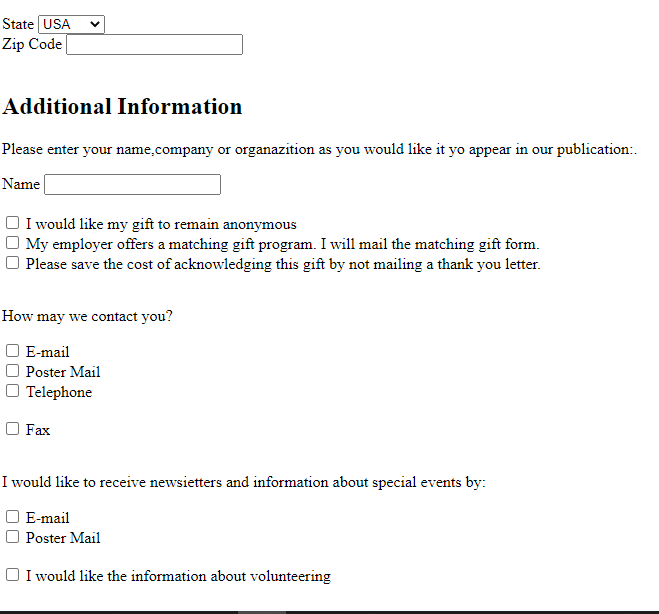 State USA
Zip Code
Additional Information
Please enter your name,company or organazition as you would like it yo appear in our publication:.
Name
I would like my gift to remain anonymous
My employer offers a matching gift program. I will mail the matching gift form.
Please save the cost of acknowledging this gift by not mailing a thank you letter.
How may we contact you?
E-mail
Poster Mail
Telephone
Fax
I would like to receive newsietters and information about special events by:
E-mail
Poster Mail
I would like the information about volunteering